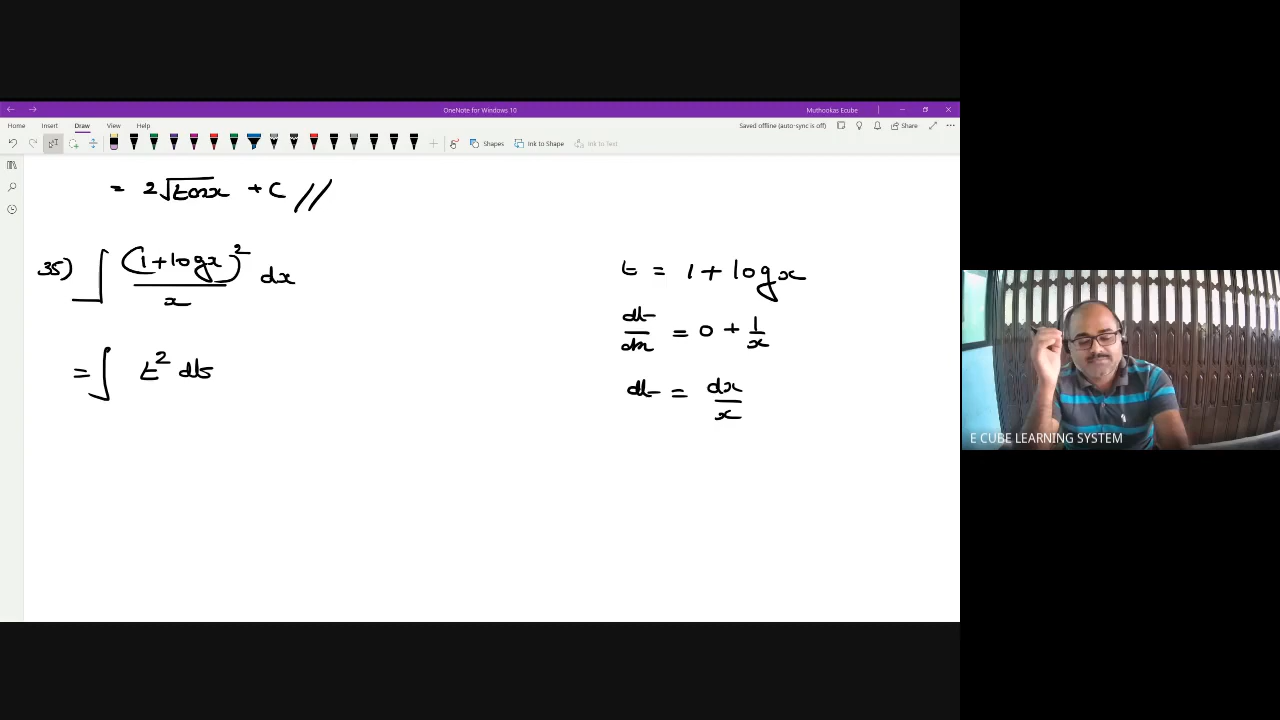 OneNote for Windows 10
Muthookas Ecube
Home Insert Draw View Help
Saved offline (auto-sync is off)
Share
Shapes Ink to Shape Ink to Text
= 2√tanx + C //
35) ∫ (1+logx)² / x dx
t = 1 + logx
dt/dx = 0 + 1/x
= ∫ t² dt
dt = dx/x
E CUBE LEARNING SYSTEM